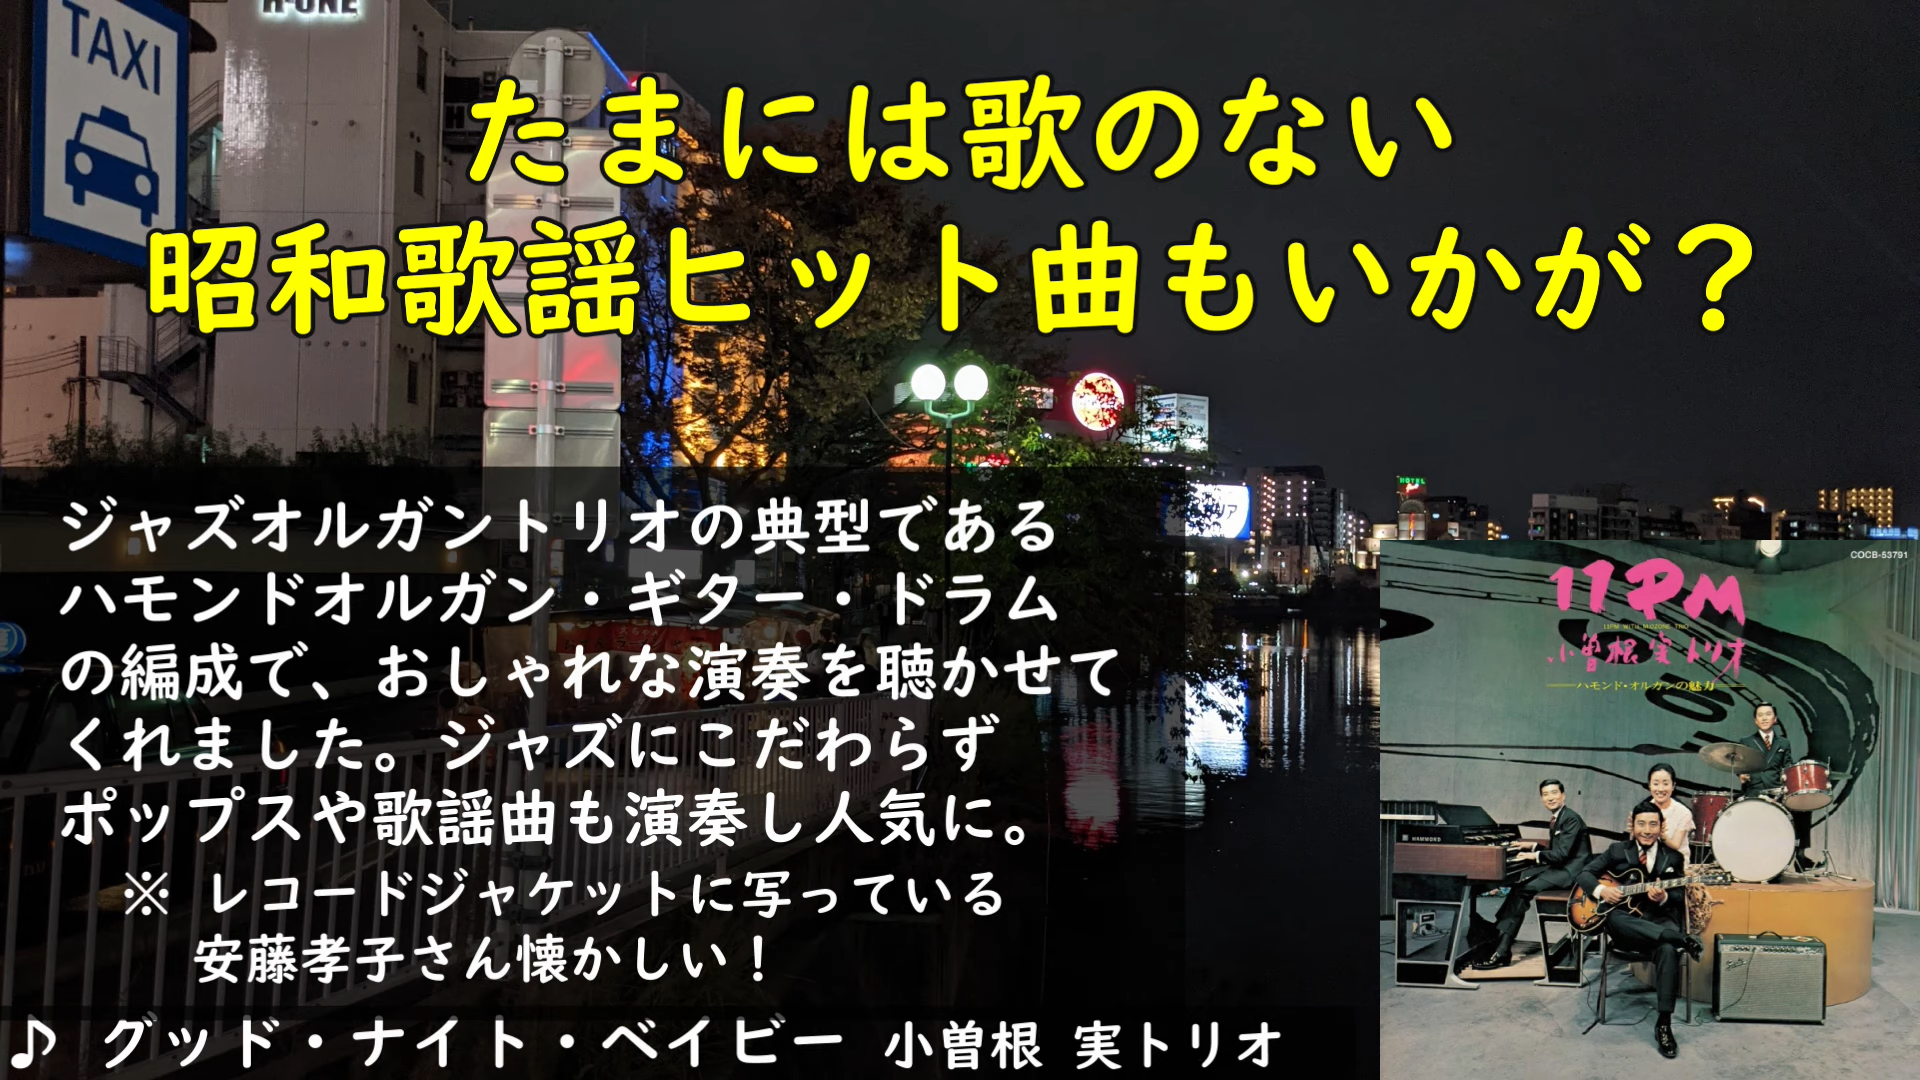 H-ONE
TAXI
たまには歌のない
昭和歌謡ヒット曲もいかが？
HOTEL
ジャズオルガントリオの典型である
ハモンドオルガン・ギター・ドラム
の編成で、おしゃれな演奏を聴かせて
くれました。ジャズにこだわらず
ポップスや歌謡曲も演奏し人気に。
※ レコードジャケットに写っている
安藤孝子さん懐かしい！
♪ グッド・ナイト・ベイビー 小曽根 実トリオ
COCB-53791
11PM
11PM WITH M.OZONE TRIO
小曽根実トリオ
ハモンド・オルガンの魅力
HAMMOND
Fender